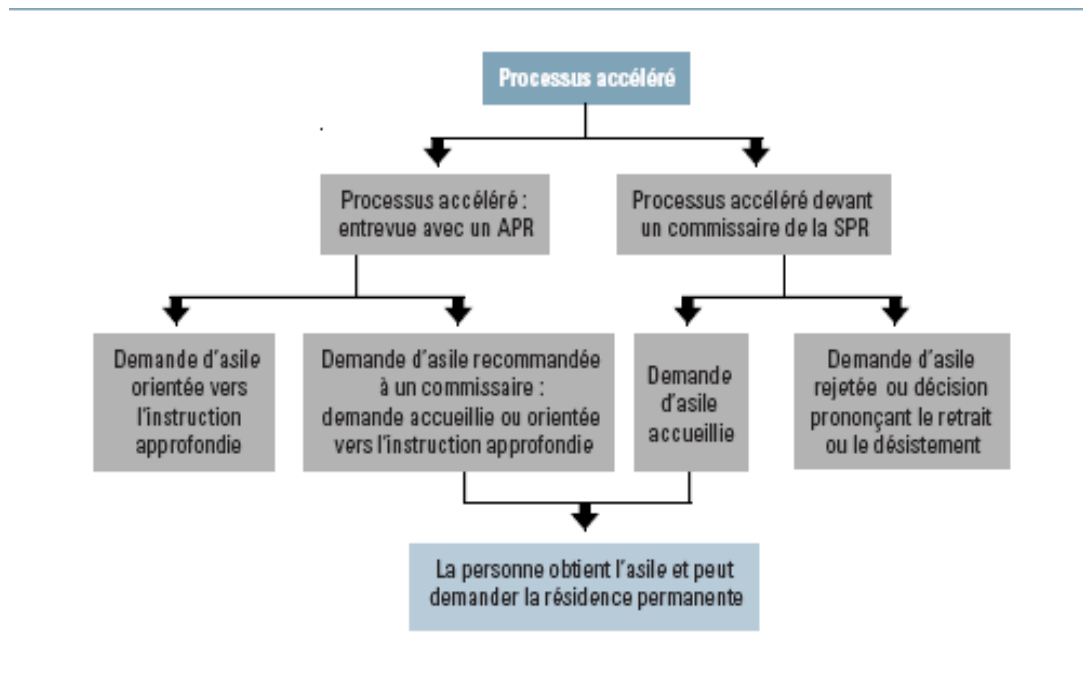 Processus accéléré
Processus accéléré :
entrevue avec un APR
Processus accéléré devant
un commissaire de la SPR
Demande d'asile
orientée vers
l'instruction
approfondie
Demande d'asile recommandée
à un commissaire :
demande accueillie ou orientée
vers l'instruction approfondie
Demande
d'asile
accueillie
Demande d'asile
rejetée ou décision
prononçant le retrait
ou le désistement
La personne obtient l'asile et peut
demander la résidence permanente